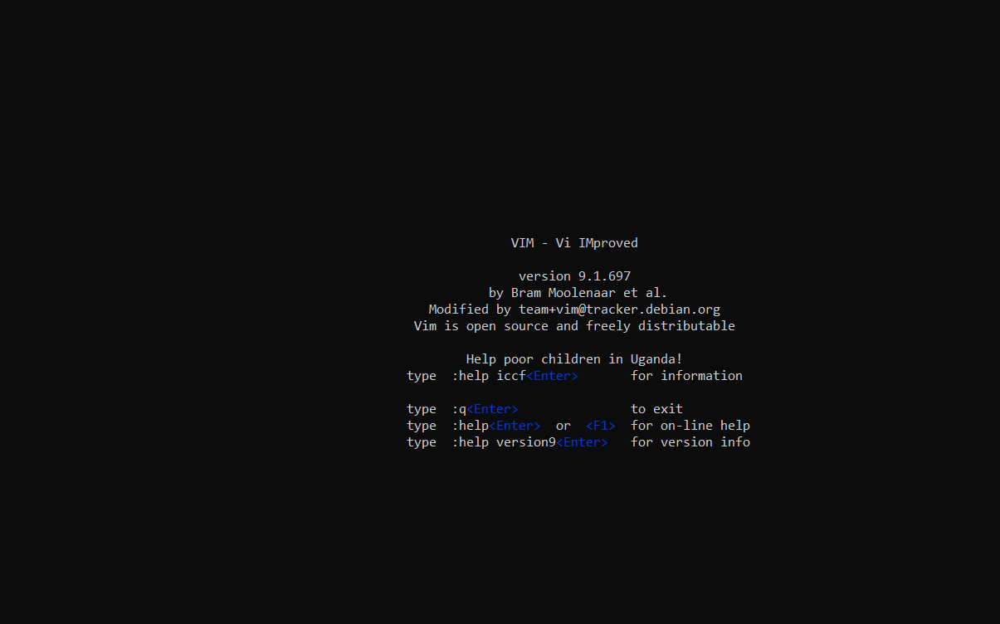 VIM - Vi IMproved
version 9.1.697
by Bram Moolenaar et al.
Modified by team+vim@tracker.debian.org
Vim is open source and freely distributable
Help poor children in Uganda!
type  :help iccf<Enter>       for information
type  :q<Enter>               to exit
type  :help<Enter>  or  <F1>  for on-line help
type  :help version9<Enter>   for version info